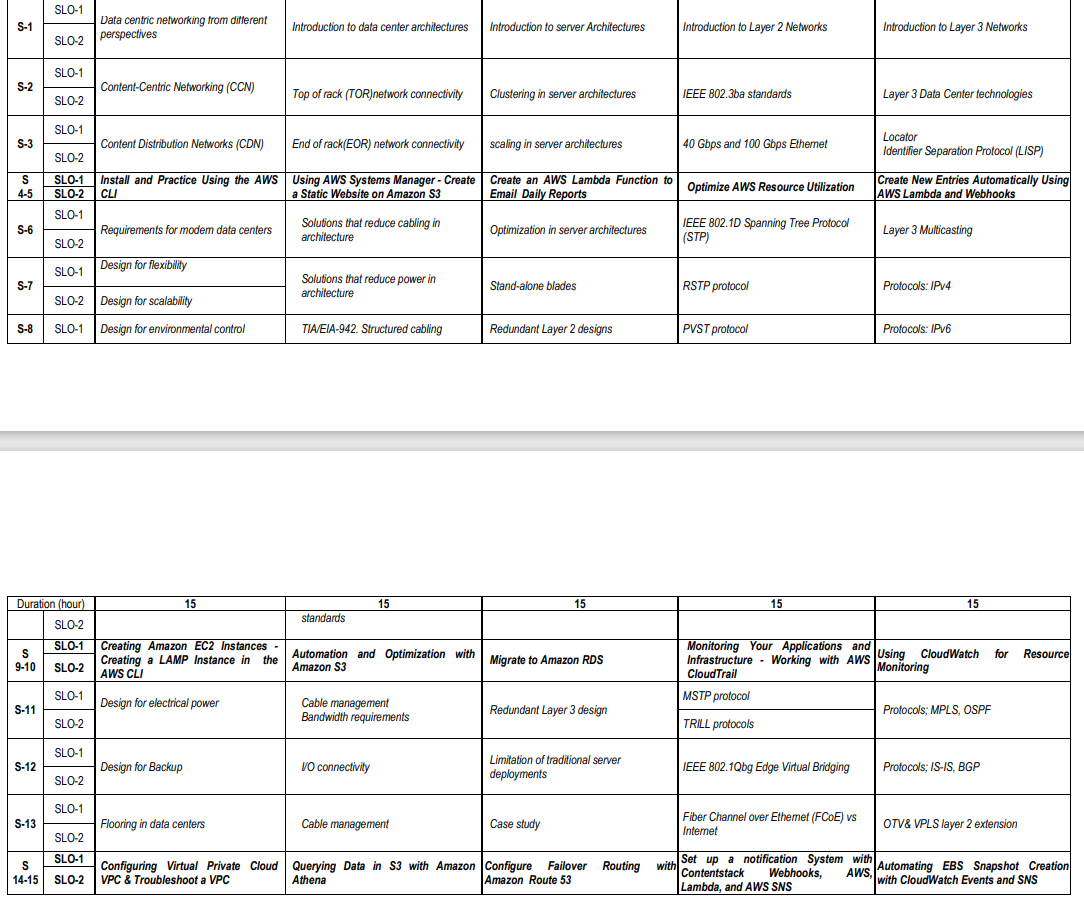 S-1
SLO-1
SLO-2
Data centric networking from different
perspectives
Introduction to data center architectures
Introduction to server Architectures
Introduction to Layer 2 Networks
Introduction to Layer 3 Networks
S-2
SLO-1
SLO-2
Content-Centric Networking (CCN)
Top of rack (TOR)network connectivity
Clustering in server architectures
IEEE 802.3ba standards
Layer 3 Data Center technologies
S-3
SLO-1
SLO-2
Content Distribution Networks (CDN)
End of rack(EOR) network connectivity
scaling in server architectures
40 Gbps and 100 Gbps Ethernet
Locator
Identifier Separation Protocol (LISP)
S
4-5
SLO-1
SLO-2
Install and Practice Using the AWS
CLI
Using AWS Systems Manager - Create
a Static Website on Amazon S3
Create an AWS Lambda Function to
Email Daily Reports
Optimize AWS Resource Utilization
Create New Entries Automatically Using
AWS Lambda and Webhooks
S-6
SLO-1
SLO-2
Requirements for modern data centers
Solutions that reduce cabling in
architecture
Optimization in server architectures
IEEE 802.1D Spanning Tree Protocol
(STP)
Layer 3 Multicasting
S-7
SLO-1
SLO-2
Design for flexibility
Design for scalability
Solutions that reduce power in
architecture
Stand-alone blades
RSTP protocol
Protocols: IPv4
S-8
SLO-1
Design for environmental control
TIA/EIA-942. Structured cabling
Redundant Layer 2 designs
PVST protocol
Protocols: IPv6
Duration (hour)
15
15
15
15
15
SLO-2
standards
S
9-10
SLO-1
SLO-2
Creating Amazon EC2 Instances -
Creating a LAMP Instance in the
AWS CLI
Automation and Optimization with
Amazon S3
Migrate to Amazon RDS
Monitoring Your Applications and
Infrastructure - Working with AWS
CloudTrail
Using CloudWatch for Resource
Monitoring
S-11
SLO-1
SLO-2
Design for electrical power
Cable management
Bandwidth requirements
Redundant Layer 3 design
MSTP protocol
TRILL protocols
Protocols; MPLS, OSPF
S-12
SLO-1
SLO-2
Design for Backup
I/O connectivity
Limitation of traditional server
deployments
IEEE 802.1Qbg Edge Virtual Bridging
Protocols; IS-IS, BGP
S-13
SLO-1
SLO-2
Flooring in data centers
Cable management
Case study
Fiber Channel over Ethernet (FCoE) vs
Internet
OTV& VPLS layer 2 extension
S
14-15
SLO-1
SLO-2
Configuring Virtual Private Cloud
VPC & Troubleshoot a VPC
Querying Data in S3 with Amazon
Athena
Configure Failover Routing with
Amazon Route 53
Set up a notification System with
Contentstack Webhooks, AWS,
Lambda, and AWS SNS
Automating EBS Snapshot Creation
with CloudWatch Events and SNS